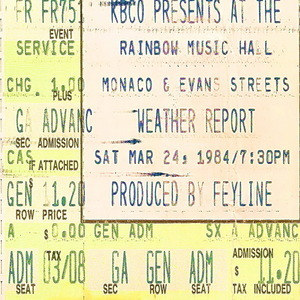 FR FR75 KBCO PRESENTS AT THE
EVENT
SERVICE RAINBOW MUSIC HALL
CHG. 1.00 MONACO & EVANS STREETS
PLUS
GA ADVANC WEATHER REPORT
SEC ADMISSION
CAS SAT MAR 24, 1984/7:30PM
IF ATTACHED
$
GEN 11.20 PRODUCED BY FEYLINE
ROW PRICE
A $0.00 GEN ADM SX A ADVANC
TAX ADMISSION
ADM 03/08 GA GEN ADM $ 11.20
SEC ROW SEAT TAX INCLUDED